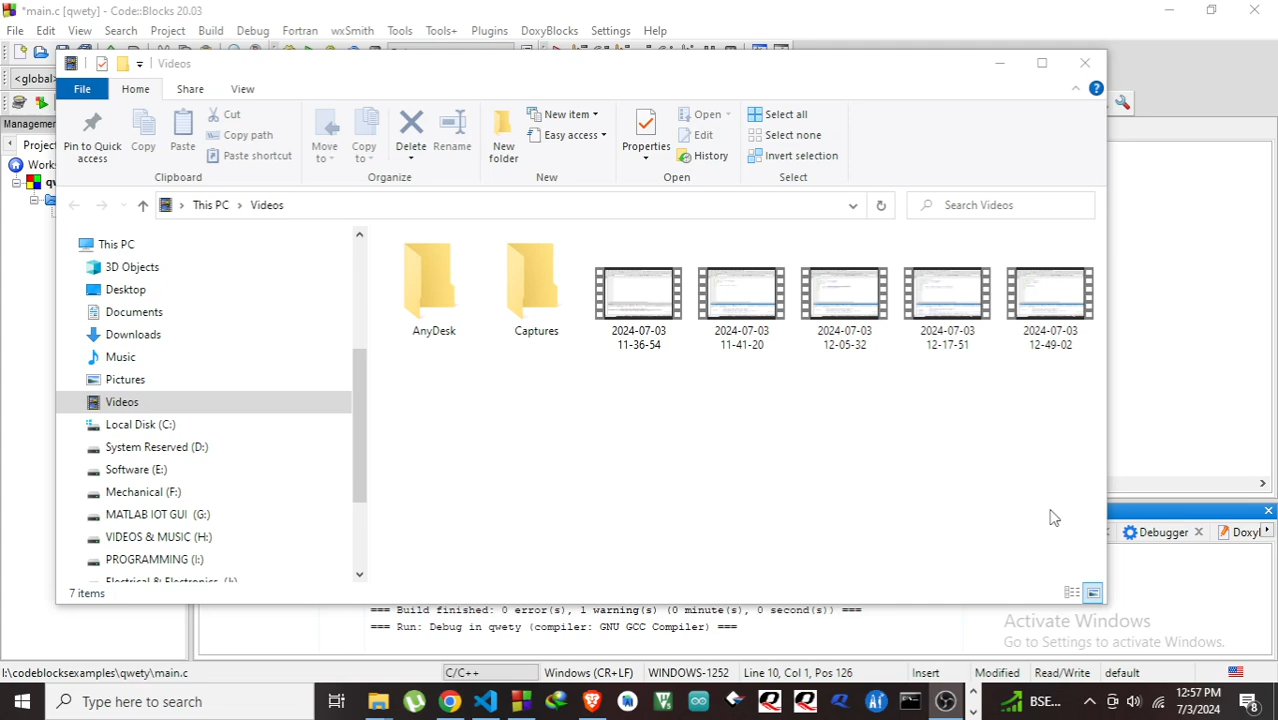 *main.c [qwety] - Code::Blocks 20.03
File Edit View Search Project Build Debug Fortran wxSmith Tools Tools+ Plugins DoxyBlocks Settings Help
<global>
Management
Project
Works
Videos
File Home Share View
Pin to Quick access
Copy
Paste
Cut
Copy path
Paste shortcut
Clipboard
Move to
Copy to
Delete
Rename
Organize
New folder
New item
Easy access
New
Properties
Open
Edit
History
Open
Select all
Select none
Invert selection
Select
This PC > Videos
Search Videos
This PC
3D Objects
Desktop
Documents
Downloads
Music
Pictures
Videos
Local Disk (C:)
System Reserved (D:)
Software (E:)
Mechanical (F:)
MATLAB IOT GUI (G:)
VIDEOS & MUSIC (H:)
PROGRAMMING (I:)
Electrical & Electronics (J:)
AnyDesk
Captures
2024-07-03 11-36-54
2024-07-03 11-41-20
2024-07-03 12-05-32
2024-07-03 12-17-51
2024-07-03 12-49-02
7 items
Debugger
Doxyl
=== Build finished: 0 error(s), 1 warning(s) (0 minute(s), 0 second(s)) ===
=== Run: Debug in qwety (compiler: GNU GCC Compiler) ===
Activate Windows
Go to Settings to activate Windows.
I:\codeblocksexamples\qwety\main.c C/C++ Windows (CR+LF) WINDOWS-1252 Line 10, Col 1, Pos 126 Insert Modified Read/Write default
Type here to search
BSE...
12:57 PM
7/3/2024
8